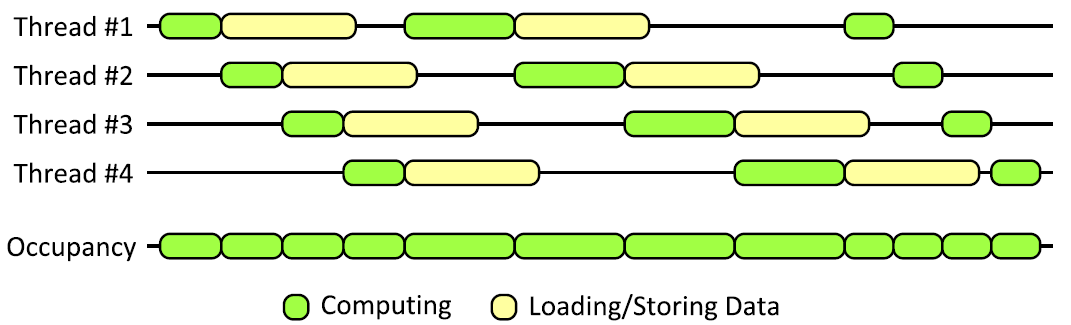 Thread #1
Thread #2
Thread #3
Thread #4
Occupancy
Computing Loading/Storing Data